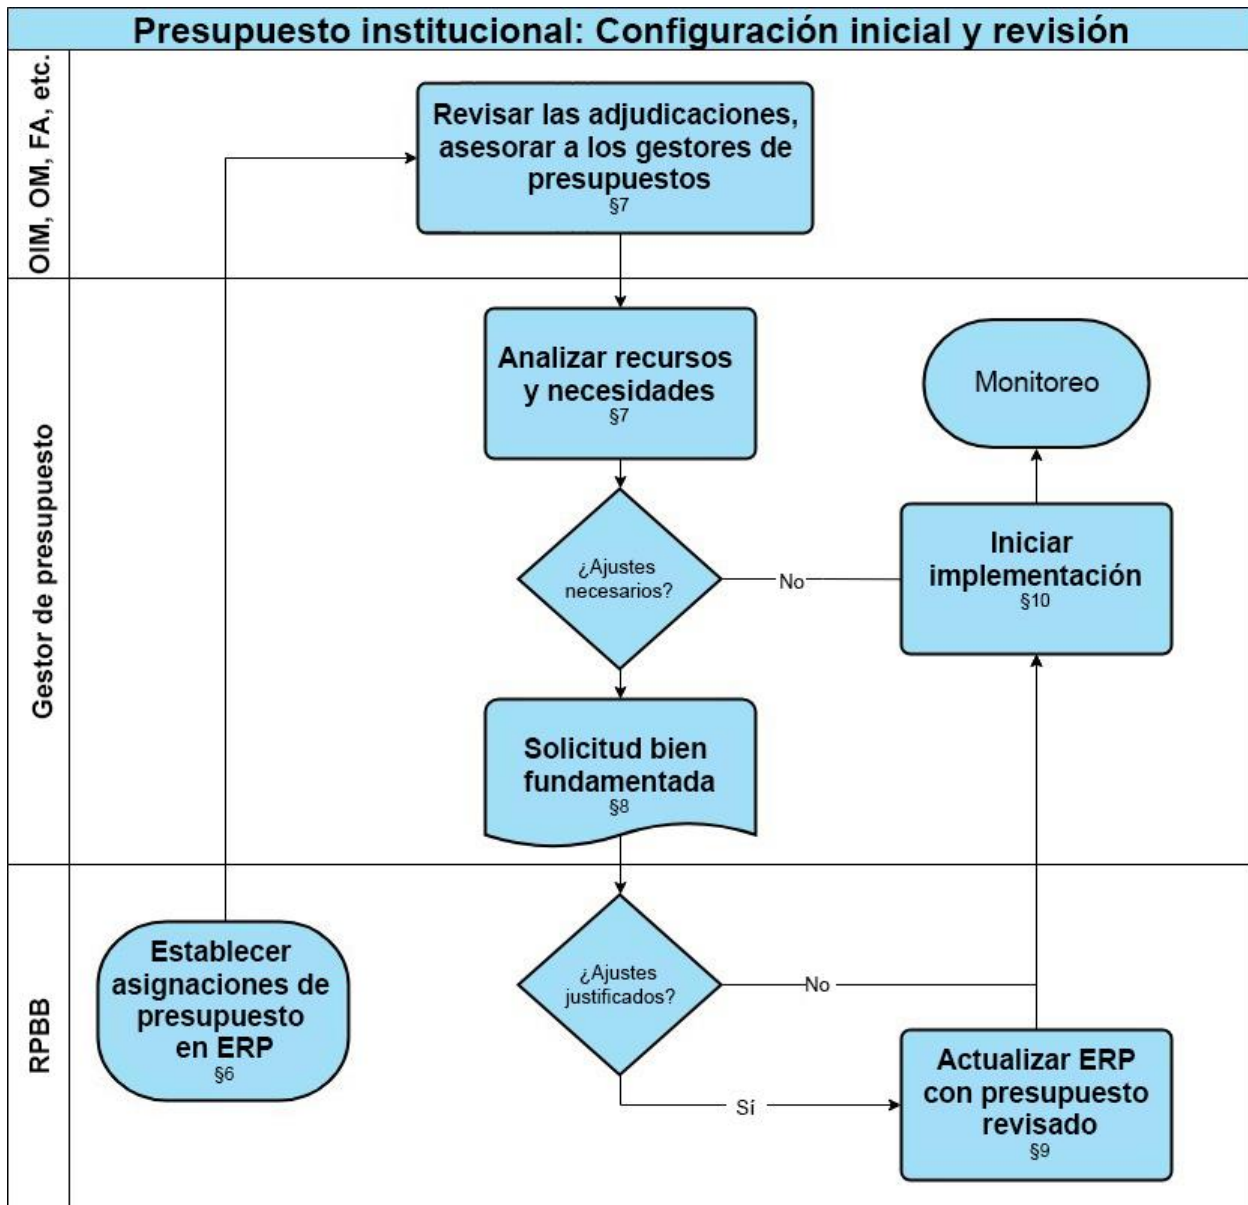 Presupuesto institucional: Configuración inicial y revisión
OIM, OM, FA, etc.
Revisar las adjudicaciones,
asesorar a los gestores de
presupuestos
§7
Gestor de presupuesto
Analizar recursos
y necesidades
§7
Monitoreo
¿Ajustes
necesarios?
No
Iniciar
implementación
§10
Solicitud bien
fundamentada
§8
RPBB
Establecer
asignaciones de
presupuesto
en ERP
§6
¿Ajustes
justificados?
No
Sí
Actualizar ERP
con presupuesto
revisado
§9